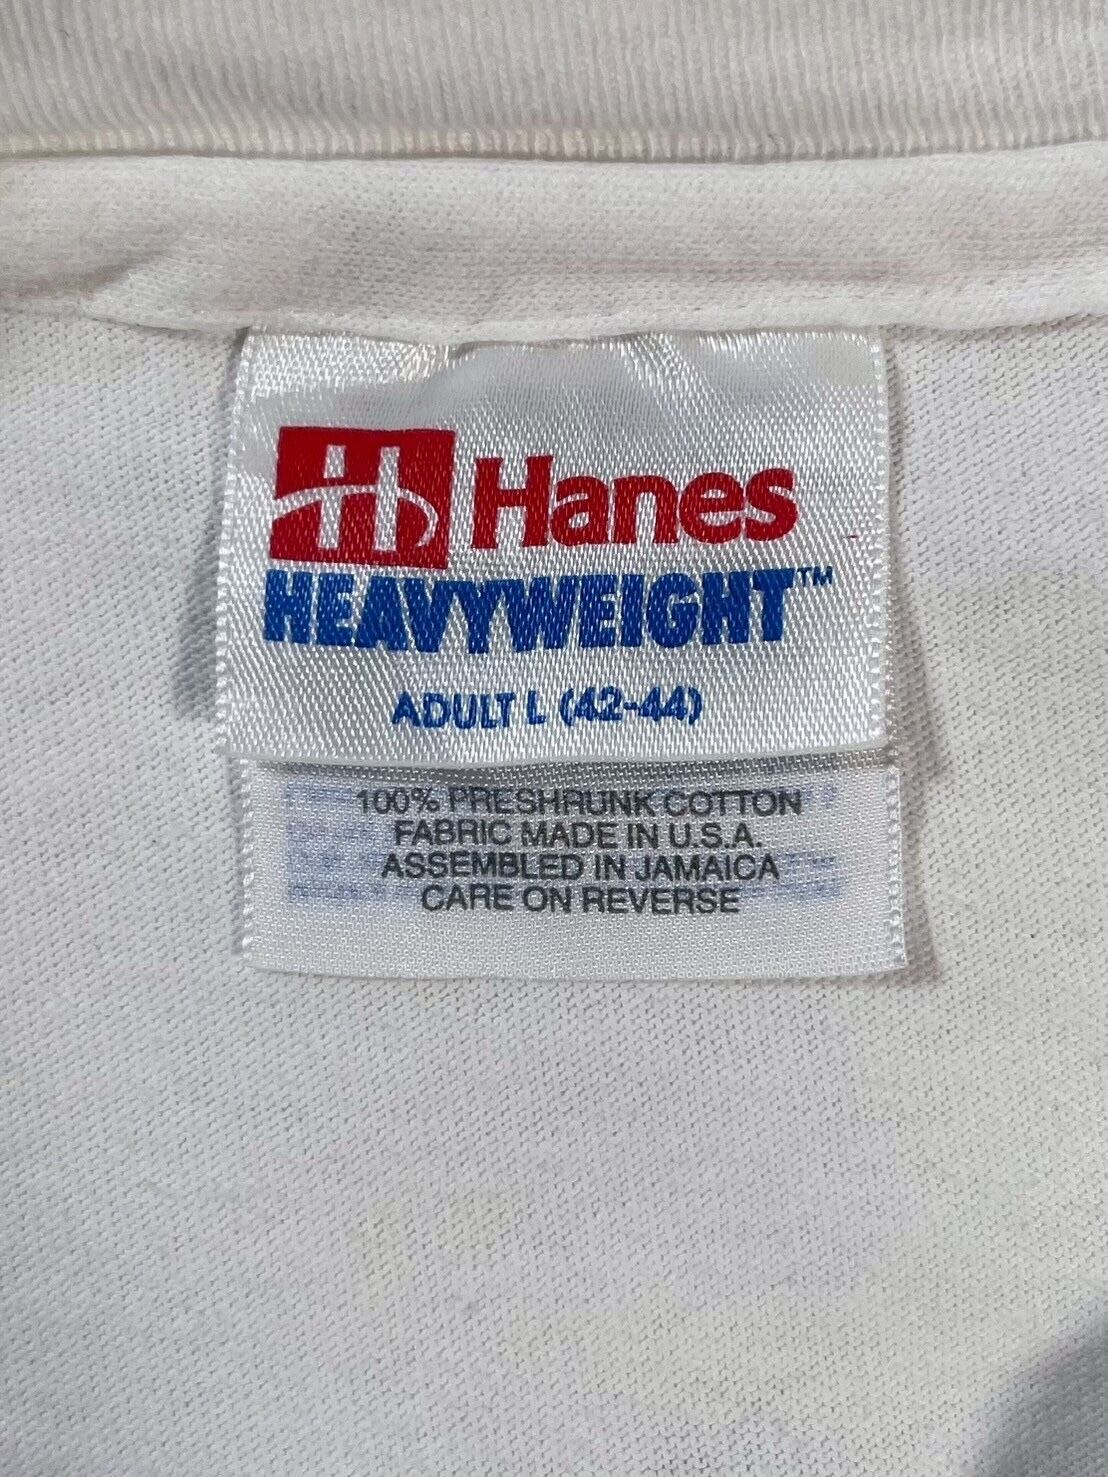 Hanes
HEAVYWEIGHT™
ADULT L (42-44)
100% PRESHRUNK COTTON
FABRIC MADE IN U.S.A.
ASSEMBLED IN JAMAICA
CARE ON REVERSE